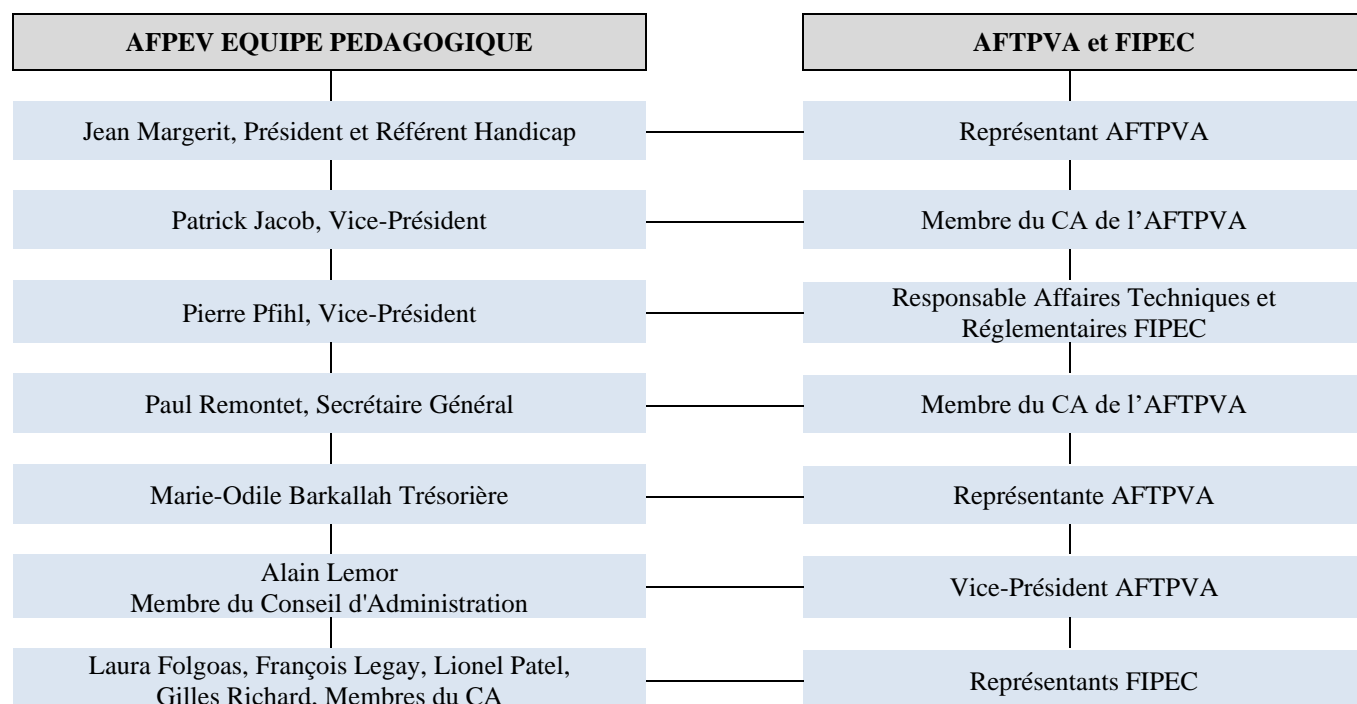 AFPEV EQUIPE PEDAGOGIQUE
AFTPVA et FIPEC
Jean Margerit, Président et Référent Handicap
Représentant AFTPVA
Patrick Jacob, Vice-Président
Membre du CA de l’AFTPVA
Pierre Pfihl, Vice-Président
Responsable Affaires Techniques et
Réglementaires FIPEC
Paul Remontet, Secrétaire Général
Membre du CA de l’AFTPVA
Marie-Odile Barkallah Trésorière
Représentante AFTPVA
Alain Lemor
Membre du Conseil d'Administration
Vice-Président AFTPVA
Laura Folgoas, François Legay, Lionel Patel,
Gilles Richard, Membres du CA
Représentants FIPEC